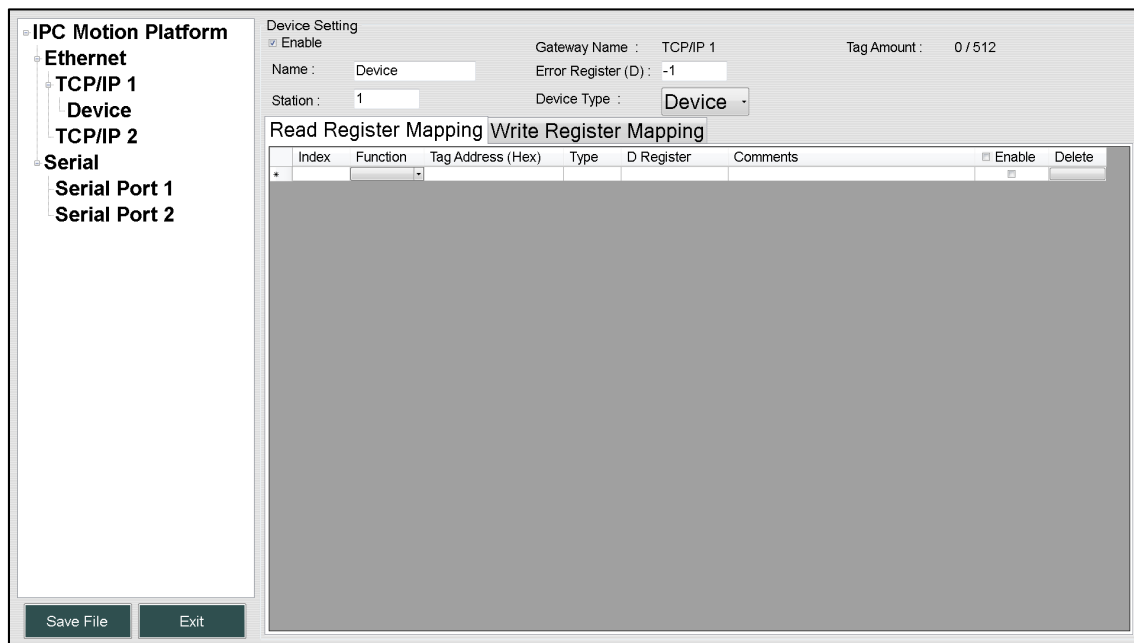 IPC Motion Platform
Ethernet
TCP/IP 1
Device
TCP/IP 2
Serial
Serial Port 1
Serial Port 2
Save File
Exit
Device Setting
Enable
Gateway Name : TCP/IP 1 Tag Amount : 0 / 512
Name : Device Error Register (D) : -1
Station : 1 Device Type : Device
Read Register Mapping Write Register Mapping
Index Function Tag Address (Hex) Type D Register Comments Enable Delete
*